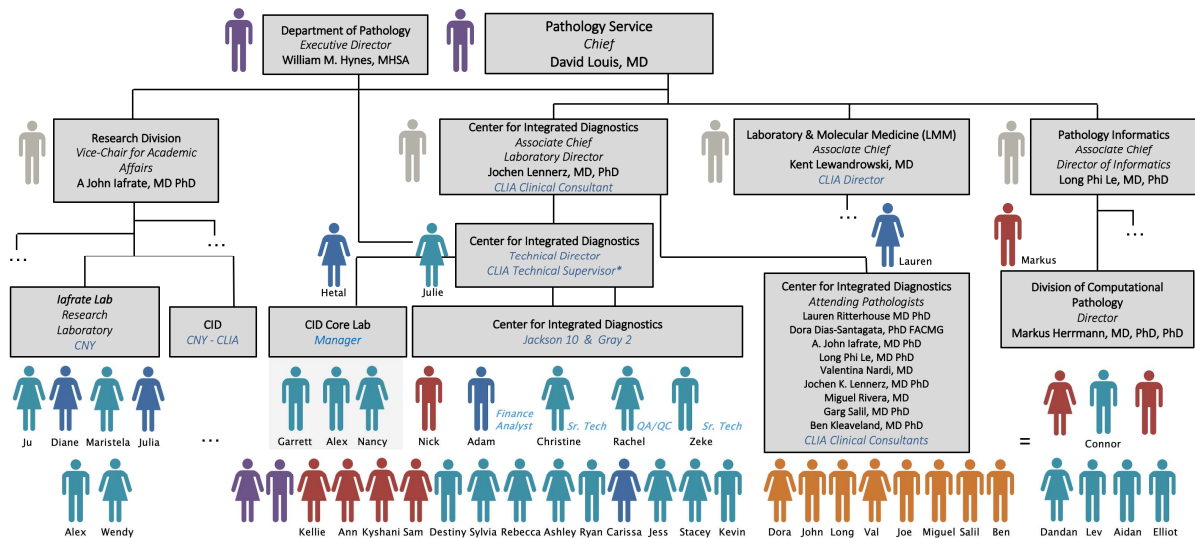 Department of Pathology
Executive Director
William M. Hynes, MHSA
Pathology Service
Chief
David Louis, MD
Research Division
Vice-Chair for Academic
Affairs
A John Iafrate, MD PhD
Center for Integrated Diagnostics
Associate Chief
Laboratory Director
Jochen Lennerz, MD, PhD
CLIA Clinical Consultant
Laboratory & Molecular Medicine (LMM)
Associate Chief
Kent Lewandrowski, MD
CLIA Director
Pathology Informatics
Associate Chief
Director of Informatics
Long Phi Le, MD, PhD
...
...
...
...
Hetal
Julie
Center for Integrated Diagnostics
Technical Director
CLIA Technical Supervisor*
Lauren
Markus
Iafrate Lab
Research
Laboratory
CNY
CID
CNY - CLIA
CID Core Lab
Manager
Center for Integrated Diagnostics
Jackson 10 & Gray 2
Center for Integrated Diagnostics
Attending Pathologists
Lauren Ritterhouse MD PhD
Dora Dias-Santagata, PhD FACMG
A. John Iafrate, MD PhD
Long Phi Le, MD PhD
Valentina Nardi, MD
Jochen K. Lennerz, MD PhD
Miguel Rivera, MD
Garg Salil, MD PhD
Ben Kleaveland, MD PhD
CLIA Clinical Consultants
Division of Computational
Pathology
Director
Markus Herrmann, MD, PhD, PhD
Ju Diane Maristela Julia
...
Garrett Alex Nancy
Nick
Adam
Finance
Analyst
Christine
Sr. Tech
Rachel
QA/QC
Zeke
Sr. Tech
=
Connor
Alex Wendy
Kellie Ann Kyshani Sam Destiny Sylvia Rebecca Ashley Ryan Carissa Jess Stacey Kevin
Dora John Long Val Joe Miguel Salil Ben
Dandan Lev Aidan Elliot